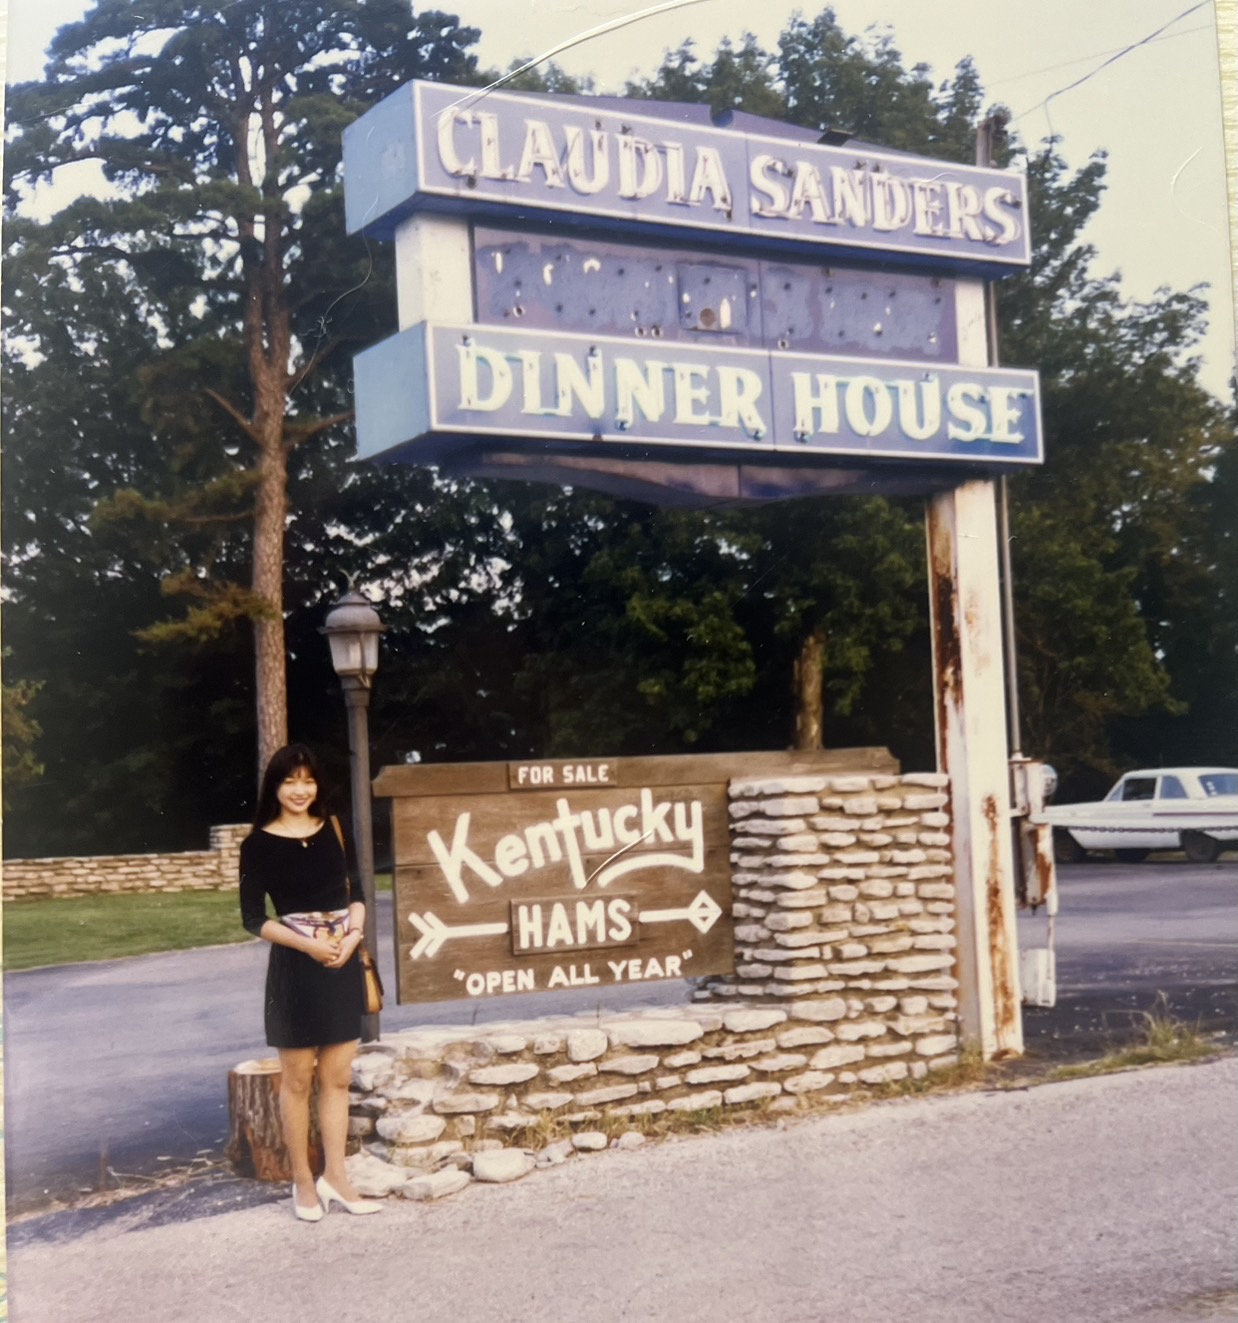 CLAUDIA SANDERS
DINNER HOUSE
FOR SALE
Kentucky
HAMS
"OPEN ALL YEAR"